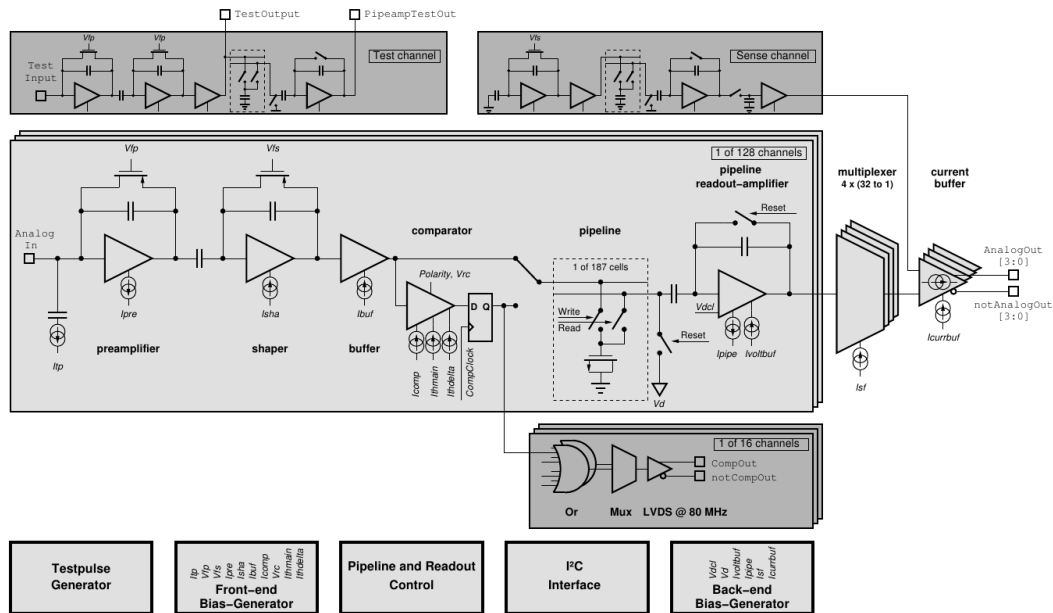 TestOutput
PipeampTestOut
Vfp
Vfp
Test channel
Test
Input
Vfs
Sense channel
1 of 128 channels
Vfp
Vfs
pipeline
readout−amplifier
multiplexer
4 x (32 to 1)
current
buffer
Reset
Analog
In
comparator
pipeline
AnalogOut
[3:0]
1 of 187 cells
Polarity, Vrc
Ipre
Isha
Ibuf
D Q
Write
Read
Vdcl
notAnalogOut
[3:0]
Reset
Icurrbuf
preamplifier
shaper
buffer
Ipipe
Ivoltbuf
Itp
Icomp
Ithmain
Ithdelta
CompClock
Isf
Vd
1 of 16 channels
CompOut
notCompOut
Or
Mux
LVDS @ 80 MHz
Testpulse
Generator
Itp
Vfp
Vfs
Ipre
Isha
Ibuf
Icomp
Vrc
Ithmain
Ithdelta
Front−end
Bias−Generator
Pipeline and Readout
Control
I²C
Interface
Vdcl
Vd
Ivoltbuf
Ipipe
Isf
Icurrbuf
Back−end
Bias−Generator